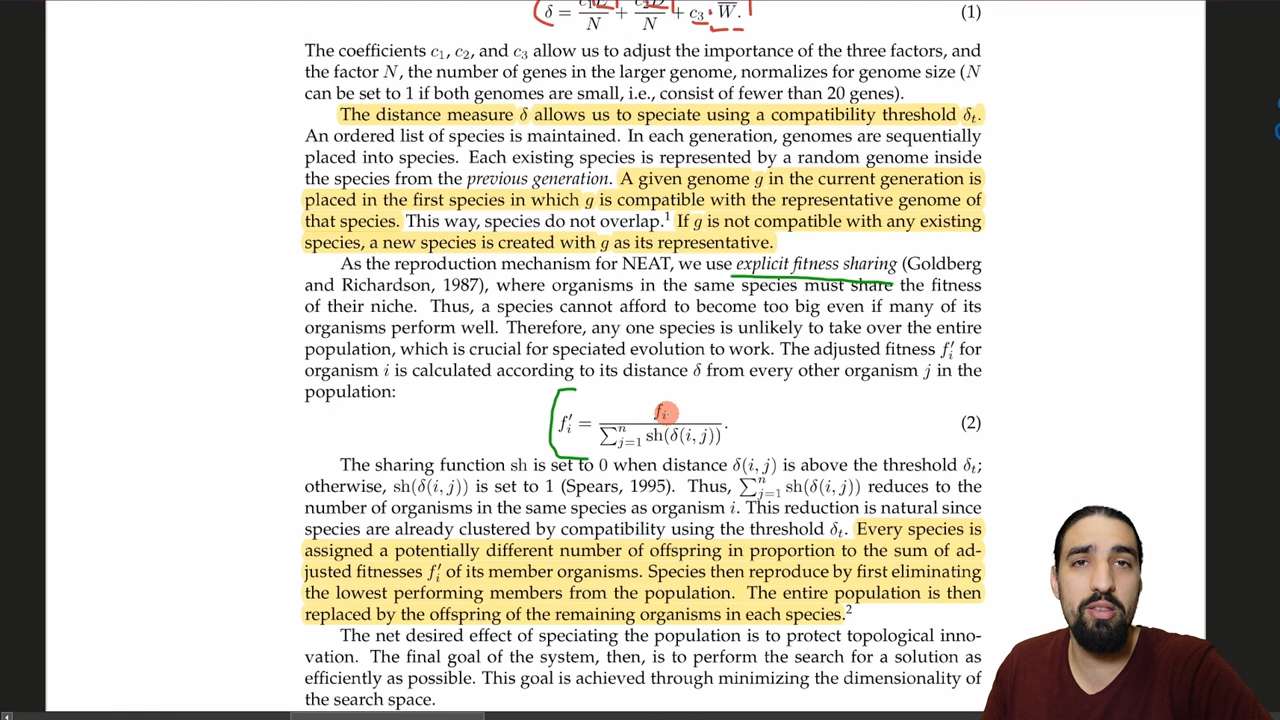 δ = c₁E/N + c₂D/N + c₃ · W̅. (1)
The coefficients c₁, c₂, and c₃ allow us to adjust the importance of the three factors, and
the factor N, the number of genes in the larger genome, normalizes for genome size (N
can be set to 1 if both genomes are small, i.e., consist of fewer than 20 genes).
The distance measure δ allows us to speciate using a compatibility threshold δₜ.
An ordered list of species is maintained. In each generation, genomes are sequentially
placed into species. Each existing species is represented by a random genome inside
the species from the previous generation. A given genome g in the current generation is
placed in the first species in which g is compatible with the representative genome of
that species. This way, species do not overlap.¹ If g is not compatible with any existing
species, a new species is created with g as its representative.
As the reproduction mechanism for NEAT, we use explicit fitness sharing (Goldberg
and Richardson, 1987), where organisms in the same species must share the fitness
of their niche. Thus, a species cannot afford to become too big even if many of its
organisms perform well. Therefore, any one species is unlikely to take over the entire
population, which is crucial for speciated evolution to work. The adjusted fitness f′ᵢ for
organism i is calculated according to its distance δ from every other organism j in the
population:
f′ᵢ = fᵢ / ∑ⁿⱼ₌₁ sh(δ(i, j)). (2)
The sharing function sh is set to 0 when distance δ(i, j) is above the threshold δₜ;
otherwise, sh(δ(i, j)) is set to 1 (Spears, 1995). Thus, ∑ⁿⱼ₌₁ sh(δ(i, j)) reduces to the
number of organisms in the same species as organism i. This reduction is natural since
species are already clustered by compatibility using the threshold δₜ. Every species is
assigned a potentially different number of offspring in proportion to the sum of ad-
justed fitnesses f′ᵢ of its member organisms. Species then reproduce by first eliminating
the lowest performing members from the population. The entire population is then
replaced by the offspring of the remaining organisms in each species.²
The net desired effect of speciating the population is to protect topological inno-
vation. The final goal of the system, then, is to perform the search for a solution as
efficiently as possible. This goal is achieved through minimizing the dimensionality of
the search space.